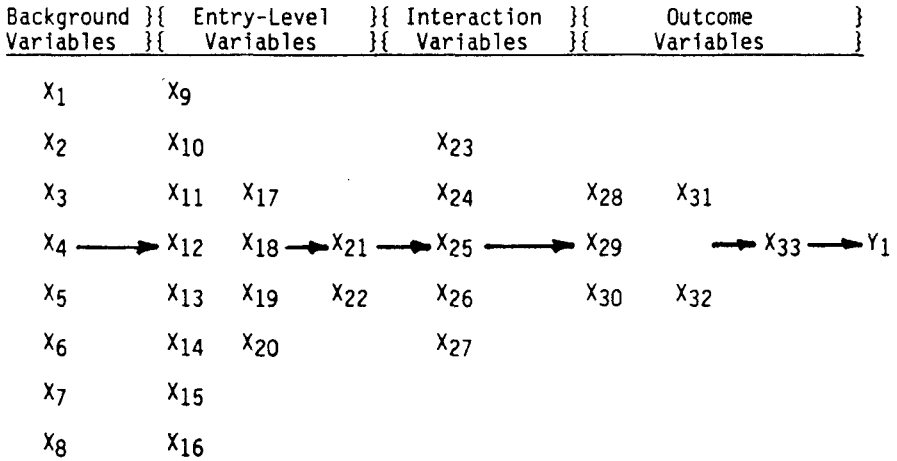 Background }{ Entry-Level }{ Interaction }{ Outcome }
Variables }{ Variables }{ Variables }{ Variables }
X1 X9
X2 X10 X23
X3 X11 X17 X24 X28 X31
X4 X12 X18 X21 X25 X29 X33 Y1
X5 X13 X19 X22 X26 X30 X32
X6 X14 X20 X27
X7 X15
X8 X16